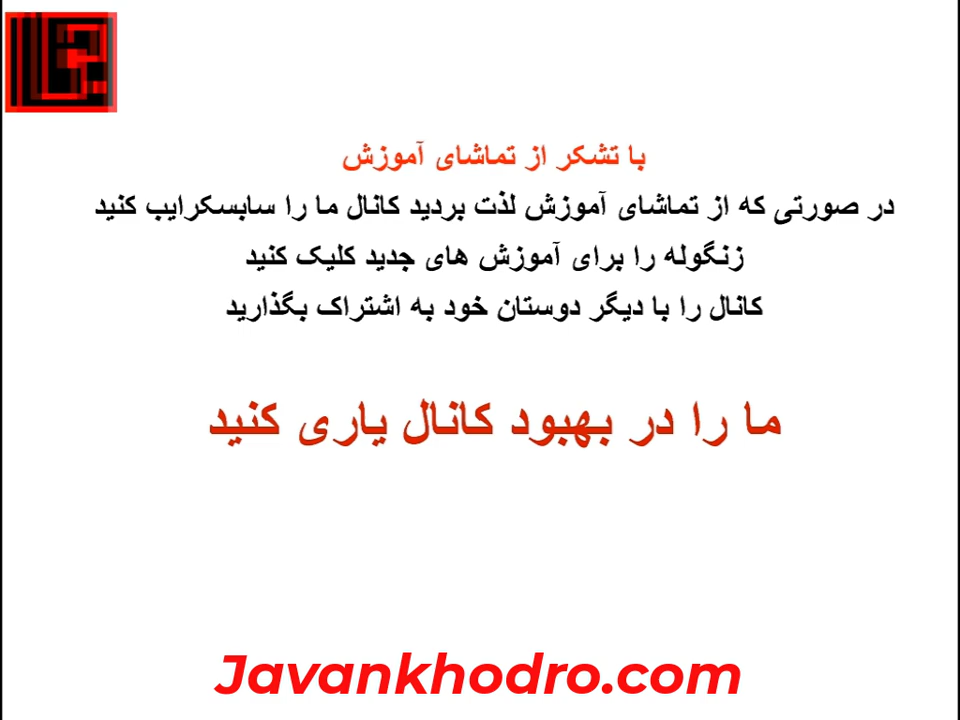 با تشکر از تماشای آموزش
در صورتی که از تماشای آموزش لذت بردید کانال ما را سابسکرایب کنید
زنگوله را برای آموزش های جدید کلیک کنید
کانال را با دیگر دوستان خود به اشتراک بگذارید
ما را در بهبود کانال یاری کنید
Javankhodro.com